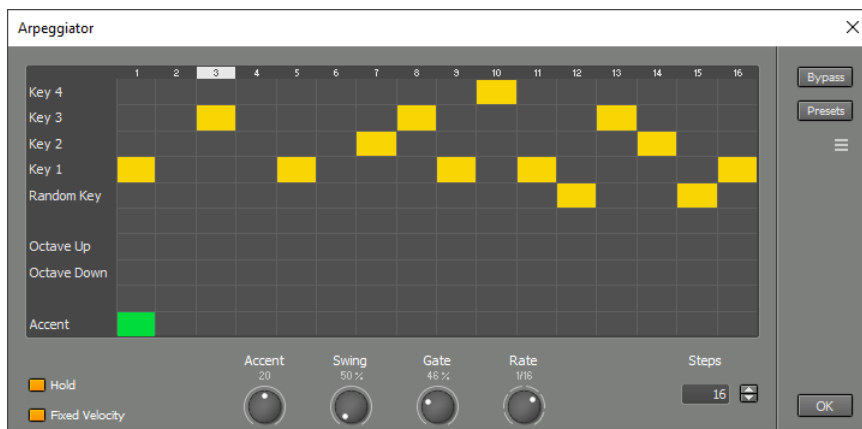 Arpeggiator
1 2 3 4 5 6 7 8 9 10 11 12 13 14 15 16
Key 4
Key 3
Key 2
Key 1
Random Key
Octave Up
Octave Down
Accent
Hold
Fixed Velocity
Accent
20
Swing
50 %
Gate
46 %
Rate
1/16
Steps
16
Bypass
Presets
OK